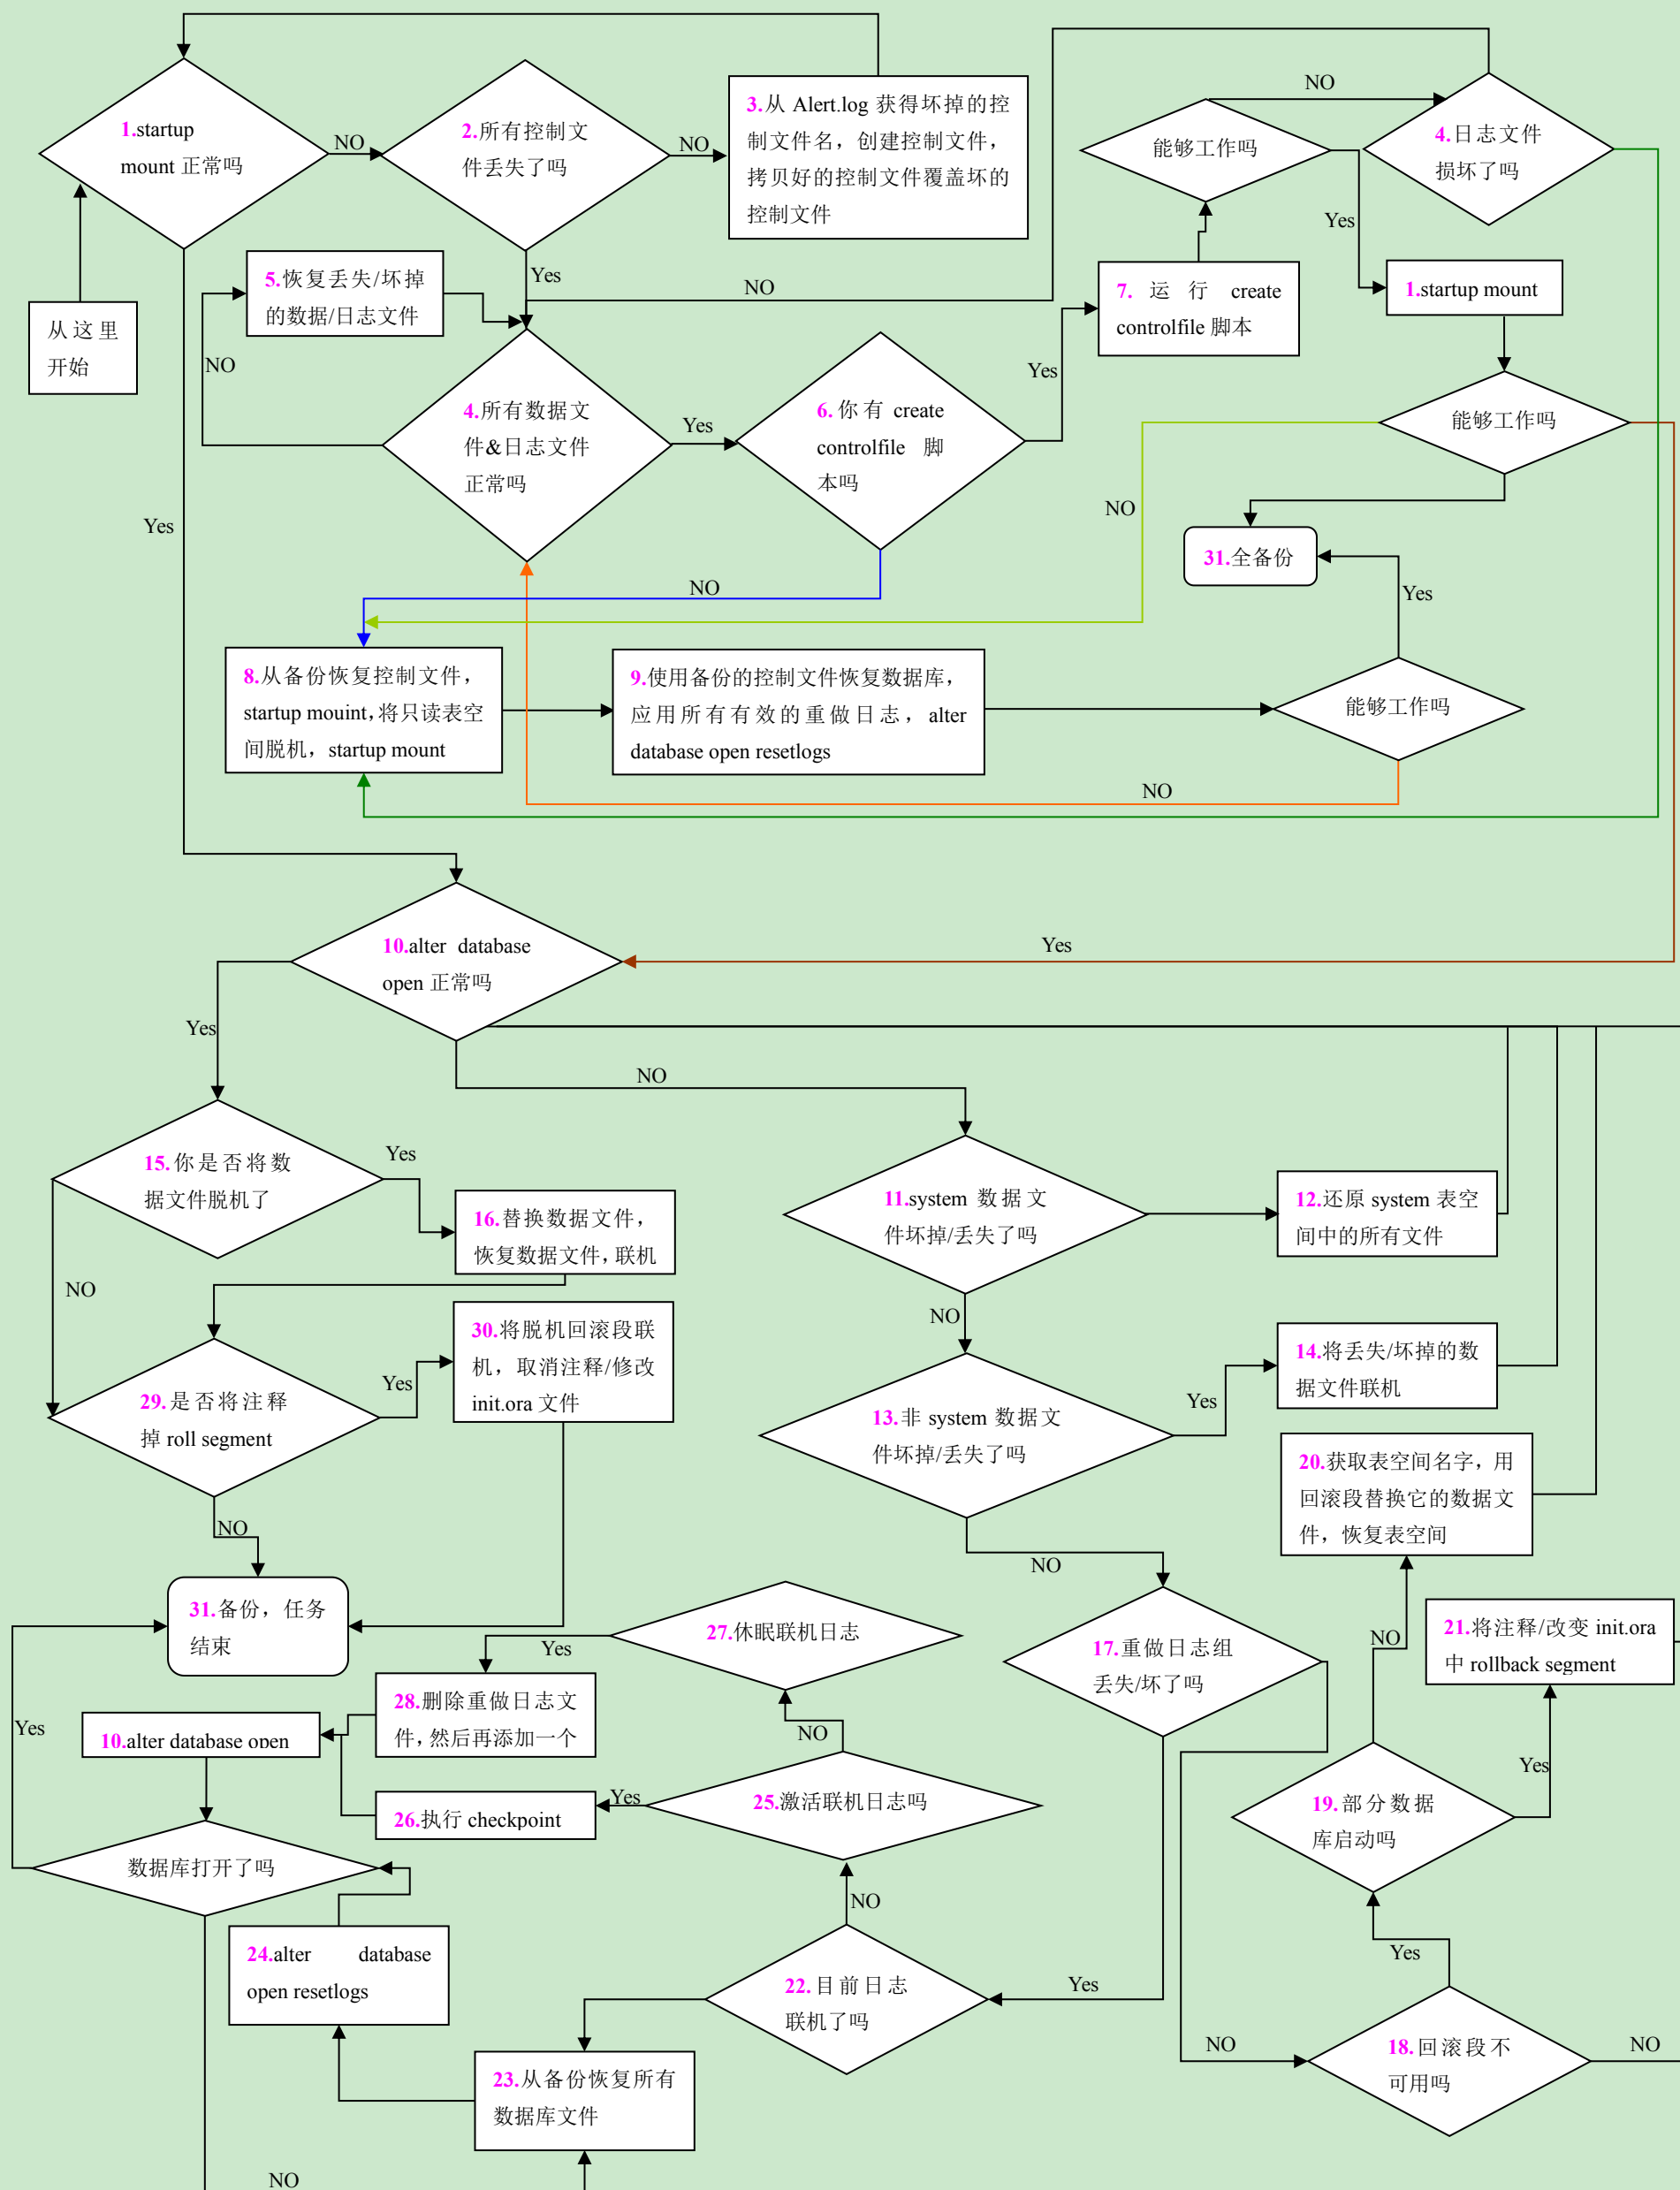 1.startup
mount 正常吗
NO
2.所有控制文
件丢失了吗
NO
3.从 Alert.log 获得坏掉的控
制文件名，创建控制文件，
拷贝好的控制文件覆盖坏的
控制文件
能够工作吗
NO
4.日志文件
损坏了吗
Yes
从这里
开始
5.恢复丢失/坏掉
的数据/日志文件
NO
Yes
NO
7. 运行 create
controlfile 脚本
1.startup mount
4.所有数据文
件&日志文件
正常吗
Yes
6.你有 create
controlfile 脚
本吗
Yes
能够工作吗
Yes
NO
31.全备份
NO
Yes
8.从备份恢复控制文件，
startup mouint,将只读表空
间脱机，startup mount
9.使用备份的控制文件恢复数据库，
应用所有有效的重做日志，alter
database open resetlogs
能够工作吗
NO
10.alter database
open 正常吗
Yes
Yes
NO
15.你是否将数
据文件脱机了
Yes
NO
16.替换数据文件，
恢复数据文件，联机
11.system 数据文
件坏掉/丢失了吗
12.还原 system 表空
间中的所有文件
NO
29.是否将注释
掉 roll segment
Yes
30.将脱机回滚段联
机，取消注释/修改
init.ora 文件
13.非 system 数据文
件坏掉/丢失了吗
Yes
14.将丢失/坏掉的数
据文件联机
NO
20.获取表空间名字，用
回滚段替换它的数据文
件，恢复表空间
NO
31.备份，任务
结束
27.休眠联机日志
Yes
17.重做日志组
丢失/坏了吗
NO
21.将注释/改变 init.ora
中 rollback segment
28.删除重做日志文
件，然后再添加一个
Yes
10.alter database open
NO
Yes
26.执行 checkpoint
Yes
25.激活联机日志吗
19.部分数据
库启动吗
数据库打开了吗
NO
24.alter database
open resetlogs
22.目前日志
联机了吗
Yes
Yes
NO
18.回滚段不
可用吗
NO
23.从备份恢复所有
数据库文件
NO